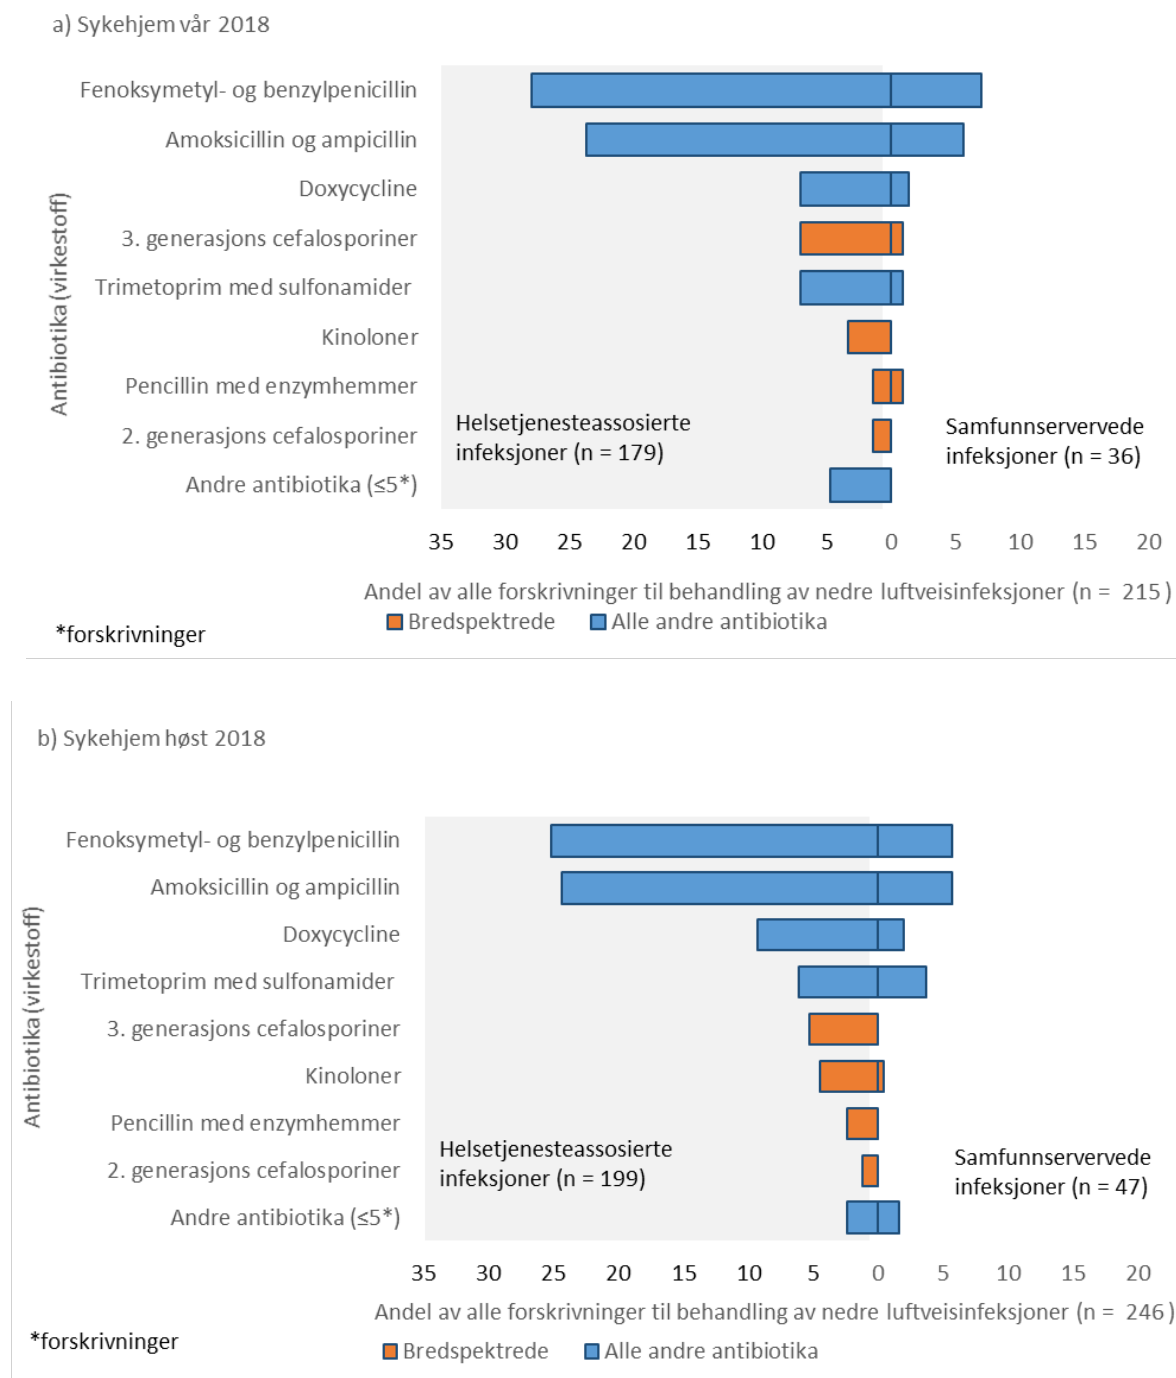 a) Sykehjem vår 2018
Antibiotika (virkestoff)
Fenoksymetyl- og benzylpenicillin
Amoksicillin og ampicillin
Doxycycline
3. generasjons cefalosporiner
Trimetoprim med sulfonamider
Kinoloner
Pencillin med enzymhemmer
2. generasjons cefalosporiner
Andre antibiotika (≤5*)
Helsetjenesteassosierte
infeksjoner (n = 179)
Samfunnservervede
infeksjoner (n = 36)
35 30 25 20 15 10 5 0 5 10 15 20
Andel av alle forskrivninger til behandling av nedre luftveisinfeksjoner (n = 215)
Bredspektrede Alle andre antibiotika
*forskrivninger
b) Sykehjem høst 2018
Antibiotika (virkestoff)
Fenoksymetyl- og benzylpenicillin
Amoksicillin og ampicillin
Doxycycline
Trimetoprim med sulfonamider
3. generasjons cefalosporiner
Kinoloner
Pencillin med enzymhemmer
2. generasjons cefalosporiner
Andre antibiotika (≤5*)
Helsetjenesteassosierte
infeksjoner (n = 199)
Samfunnservervede
infeksjoner (n = 47)
35 30 25 20 15 10 5 0 5 10 15 20
Andel av alle forskrivninger til behandling av nedre luftveisinfeksjoner (n = 246)
*forskrivninger
Bredspektrede Alle andre antibiotika